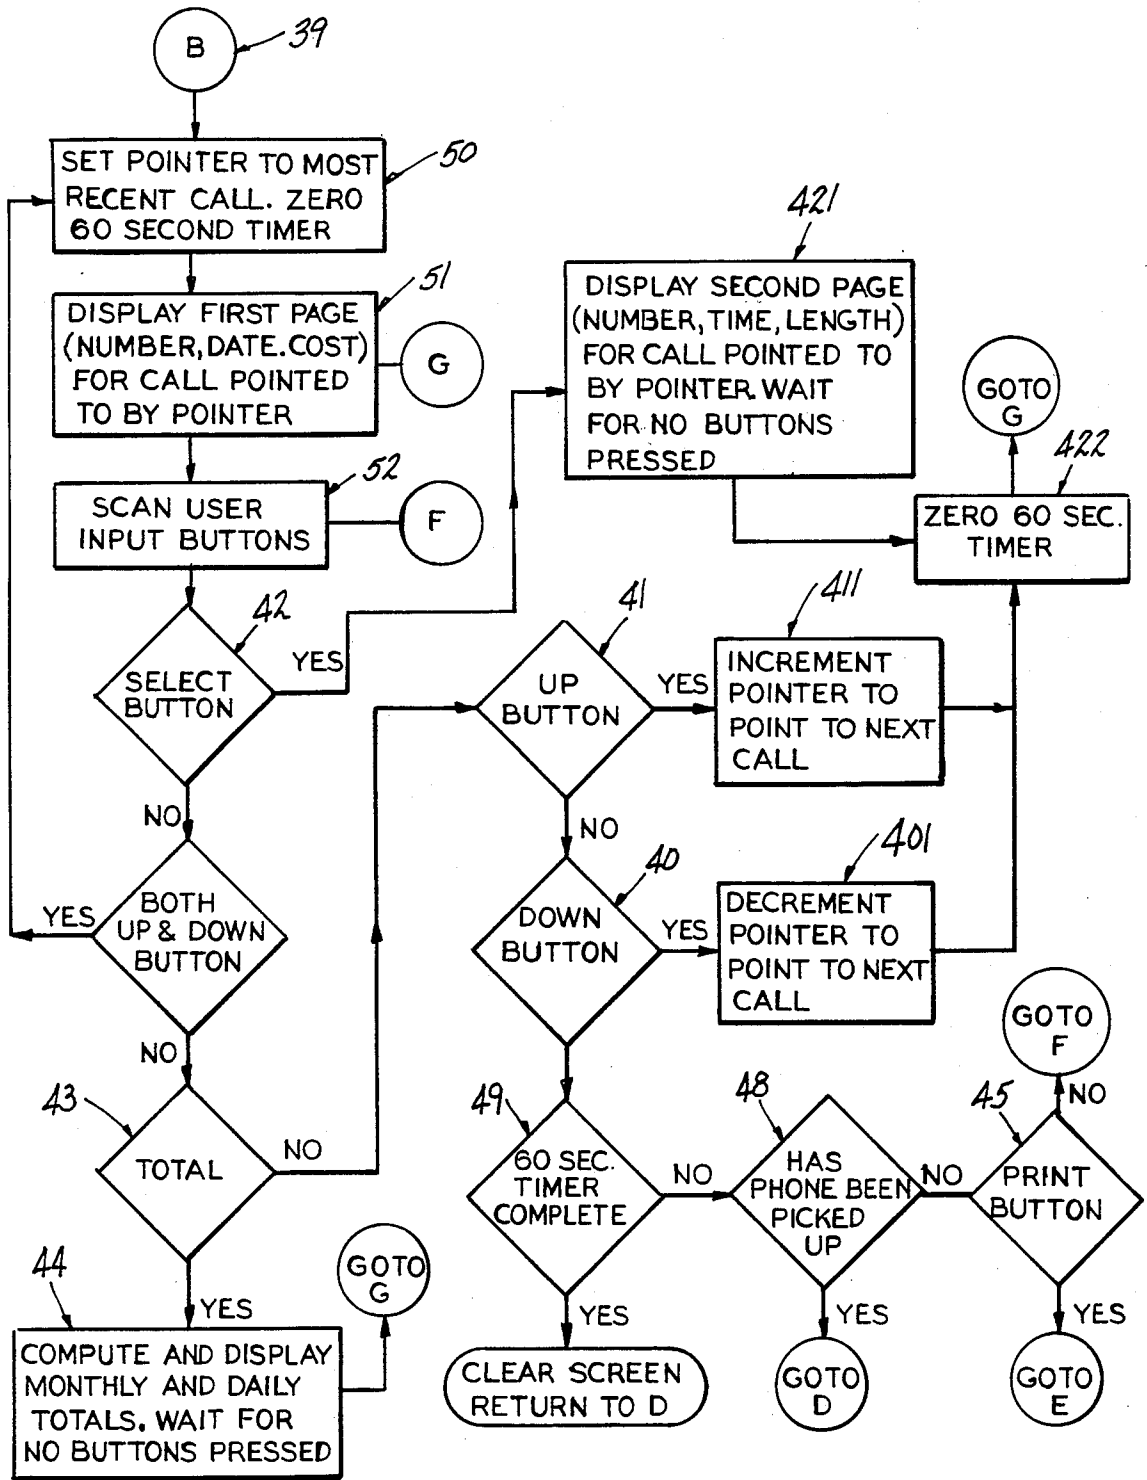 B
39
SET POINTER TO MOST
RECENT CALL. ZERO
60 SECOND TIMER
50
DISPLAY FIRST PAGE
(NUMBER, DATE.COST)
FOR CALL POINTED
TO BY POINTER
51
G
SCAN USER
INPUT BUTTONS
52
F
SELECT
BUTTON
42
YES
NO
BOTH
UP & DOWN
BUTTON
YES
NO
TOTAL
43
NO
YES
COMPUTE AND DISPLAY
MONTHLY AND DAILY
TOTALS. WAIT FOR
NO BUTTONS PRESSED
44
GOTO
G
421
DISPLAY SECOND PAGE
(NUMBER, TIME, LENGTH)
FOR CALL POINTED TO
BY POINTER. WAIT
FOR NO BUTTONS
PRESSED
GOTO
G
422
ZERO 60 SEC.
TIMER
41
UP
BUTTON
YES
NO
411
INCREMENT
POINTER TO
POINT TO NEXT
CALL
40
DOWN
BUTTON
YES
401
DECREMENT
POINTER TO
POINT TO NEXT
CALL
49
60 SEC.
TIMER
COMPLETE
NO
YES
CLEAR SCREEN
RETURN TO D
48
HAS
PHONE BEEN
PICKED
UP
NO
YES
GOTO
D
45
PRINT
BUTTON
NO
GOTO
F
YES
GOTO
E